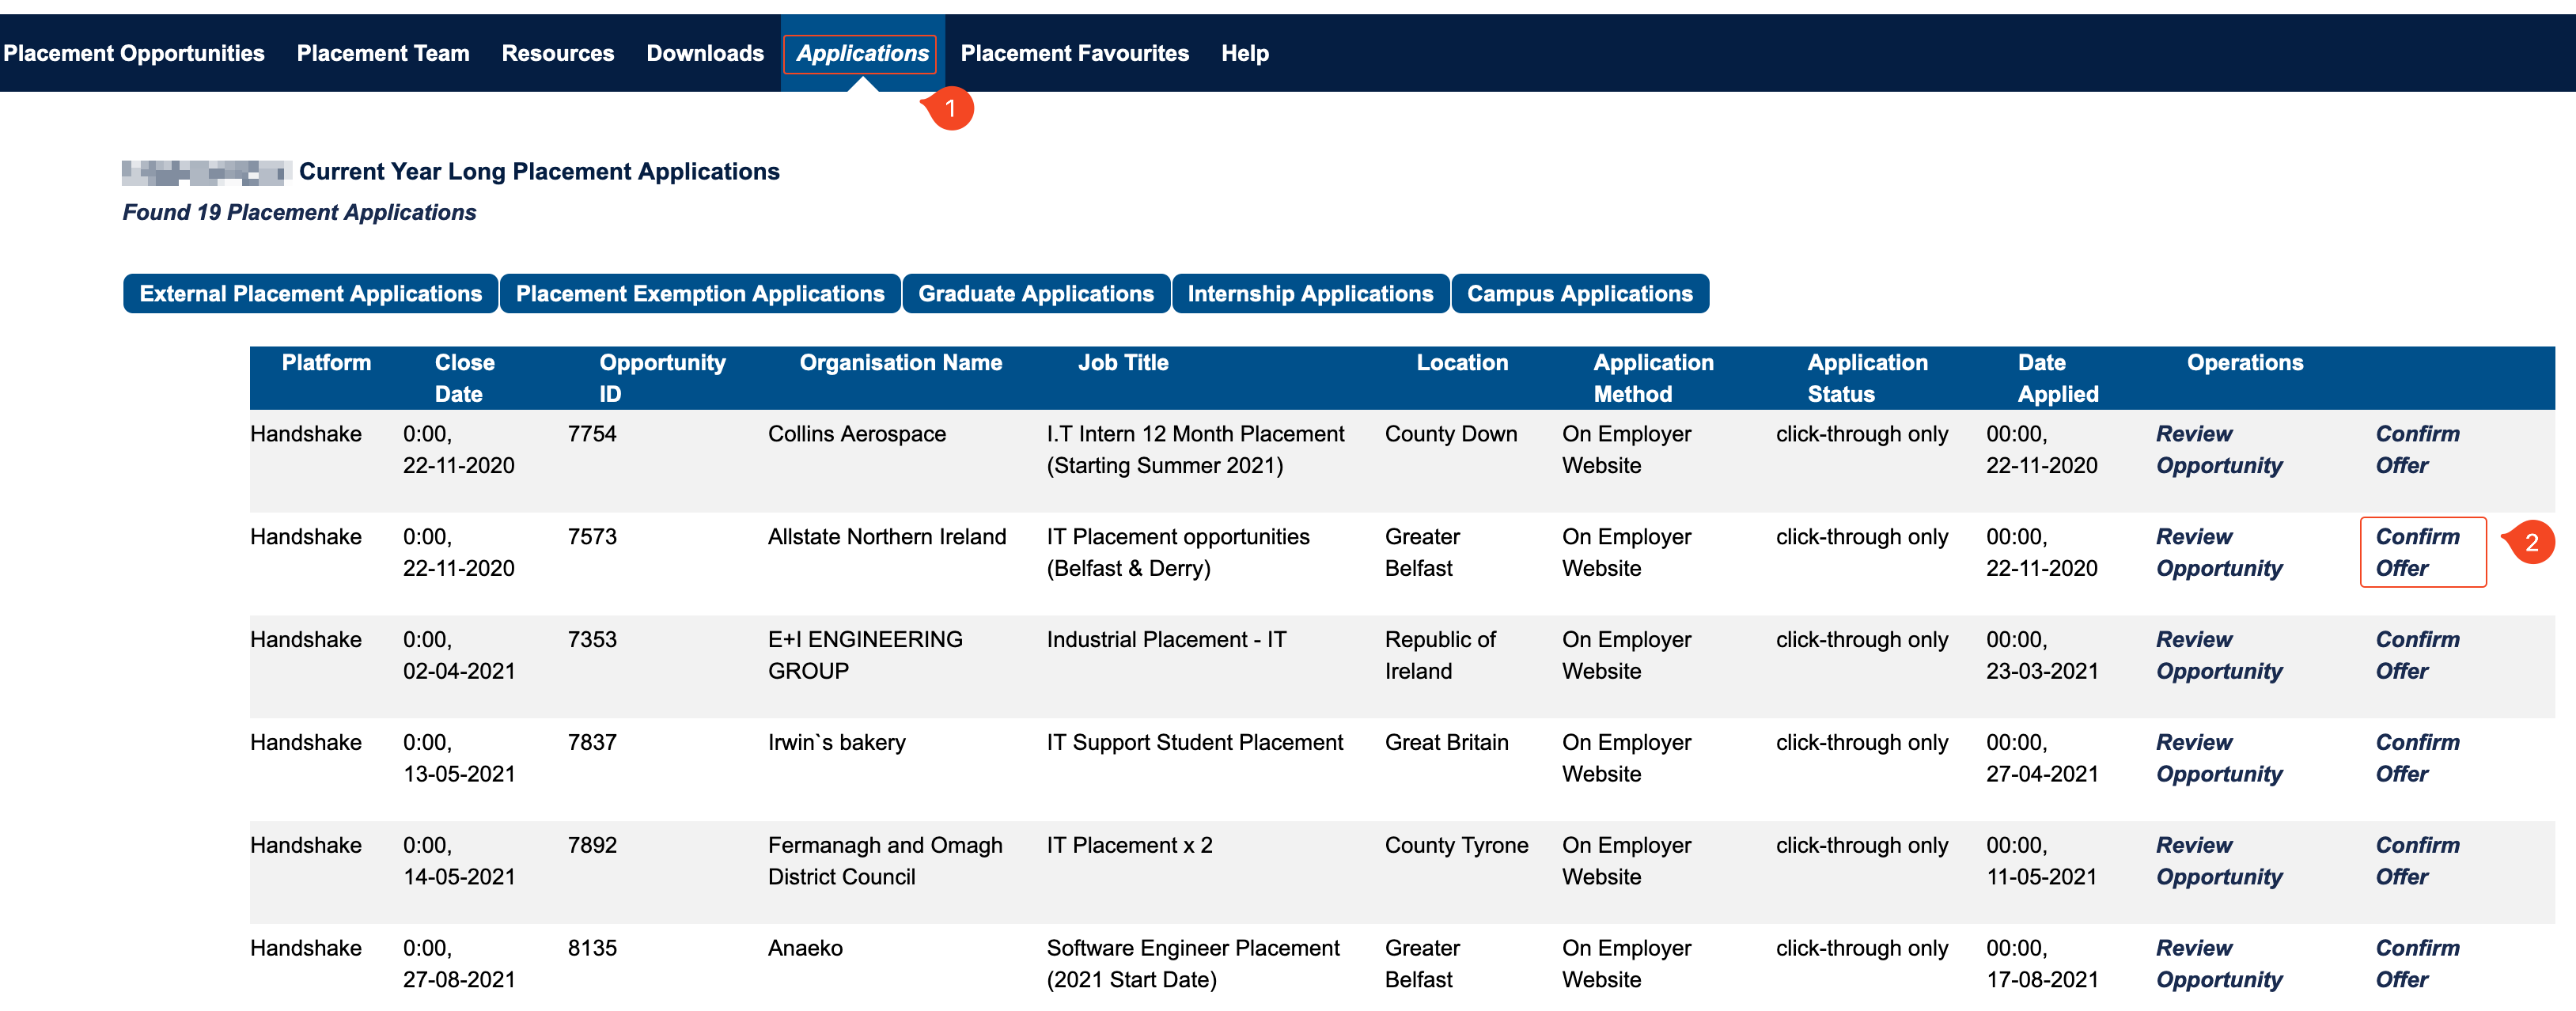 Placement Opportunities Placement Team Resources Downloads Applications Placement Favourites Help
1
Current Year Long Placement Applications
Found 19 Placement Applications
External Placement Applications Placement Exemption Applications Graduate Applications Internship Applications Campus Applications
Platform Close Opportunity Organisation Name Job Title Location Application Application Date Operations
Date ID Method Status Applied
Handshake 0:00, 7754 Collins Aerospace I.T Intern 12 Month Placement County Down On Employer click-through only 00:00, Review Confirm
22-11-2020 (Starting Summer 2021) Website 22-11-2020 Opportunity Offer
Handshake 0:00, 7573 Allstate Northern Ireland IT Placement opportunities Greater On Employer click-through only 00:00, Review Confirm 2
22-11-2020 (Belfast & Derry) Belfast Website 22-11-2020 Opportunity Offer
Handshake 0:00, 7353 E+I ENGINEERING Industrial Placement - IT Republic of On Employer click-through only 00:00, Review Confirm
02-04-2021 GROUP Ireland Website 23-03-2021 Opportunity Offer
Handshake 0:00, 7837 Irwin`s bakery IT Support Student Placement Great Britain On Employer click-through only 00:00, Review Confirm
13-05-2021 Website 27-04-2021 Opportunity Offer
Handshake 0:00, 7892 Fermanagh and Omagh IT Placement x 2 County Tyrone On Employer click-through only 00:00, Review Confirm
14-05-2021 District Council Website 11-05-2021 Opportunity Offer
Handshake 0:00, 8135 Anaeko Software Engineer Placement Greater On Employer click-through only 00:00, Review Confirm
27-08-2021 (2021 Start Date) Belfast Website 17-08-2021 Opportunity Offer